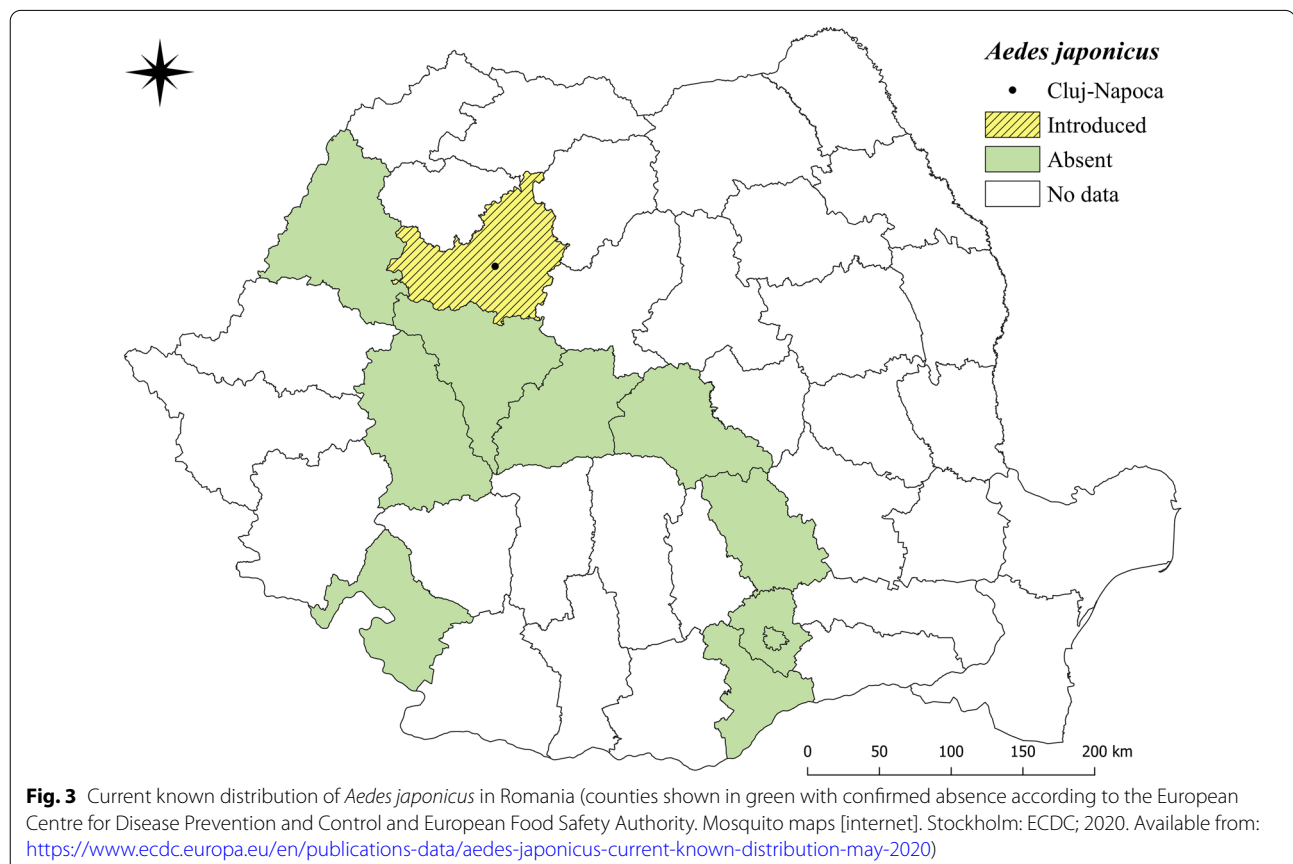 Aedes japonicus
Cluj-Napoca
Introduced
Absent
No data
0 50 100 150 200 km
Fig. 3 Current known distribution of Aedes japonicus in Romania (counties shown in green with confirmed absence according to the European
Centre for Disease Prevention and Control and European Food Safety Authority. Mosquito maps [internet]. Stockholm: ECDC; 2020. Available from:
https://www.ecdc.europa.eu/en/publications-data/aedes-japonicus-current-known-distribution-may-2020)